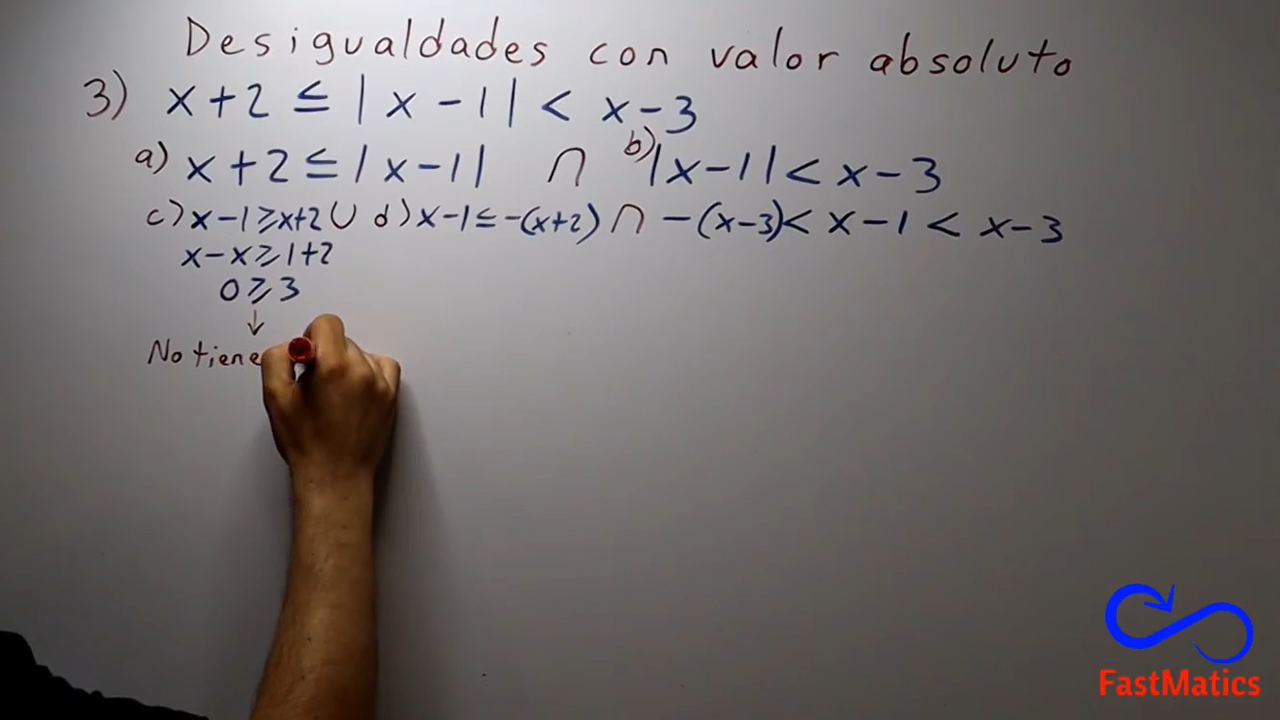 Desigualdades con valor absoluto
3) x+2 ≤ |x-1| < x-3
a) x+2 ≤ |x-1| ∩ b) |x-1| < x-3
c) x-1 ≥ x+2 ∪ d) x-1 ≤ -(x+2) ∩ -(x-3) < x-1 < x-3
x-x ≥ 1+2
0 ≥ 3
↓
No tiene
FastMatics